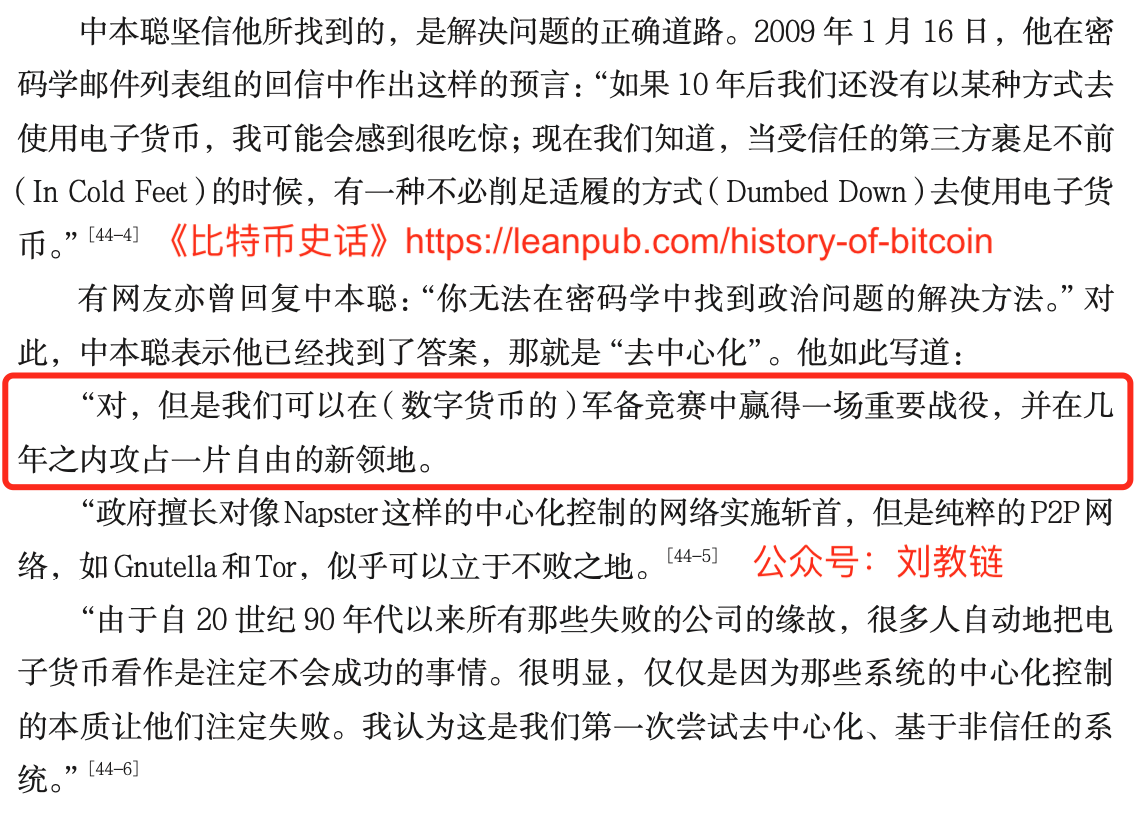 中本聪坚信他所找到的，是解决问题的正确道路。2009 年 1 月 16 日，他在密
码学邮件列表组的回信中作出这样的预言：“如果 10 年后我们还没有以某种方式去
使用电子货币，我可能会感到很吃惊；现在我们知道，当受信任的第三方裹足不前
（In Cold Feet）的时候，有一种不必削足适履的方式（Dumbed Down）去使用电子货
币。”[44-4] 《比特币史话》https://leanpub.com/history-of-bitcoin
有网友亦曾回复中本聪：“你无法在密码学中找到政治问题的解决方法。”对
此，中本聪表示他已经找到了答案，那就是“去中心化”。他如此写道：
“对，但是我们可以在（数字货币的）军备竞赛中赢得一场重要战役，并在几
年之内攻占一片自由的新领地。
“政府擅长对像Napster这样的中心化控制的网络实施斩首，但是纯粹的P2P网
络，如Gnutella和Tor，似乎可以立于不败之地。[44-5] 公众号：刘教链
“由于自 20 世纪 90 年代以来所有那些失败的公司的缘故，很多人自动地把电
子货币看作是注定不会成功的事情。很明显，仅仅是因为那些系统的中心化控制
的本质让他们注定失败。我认为这是我们第一次尝试去中心化、基于非信任的系
统。”[44-6]